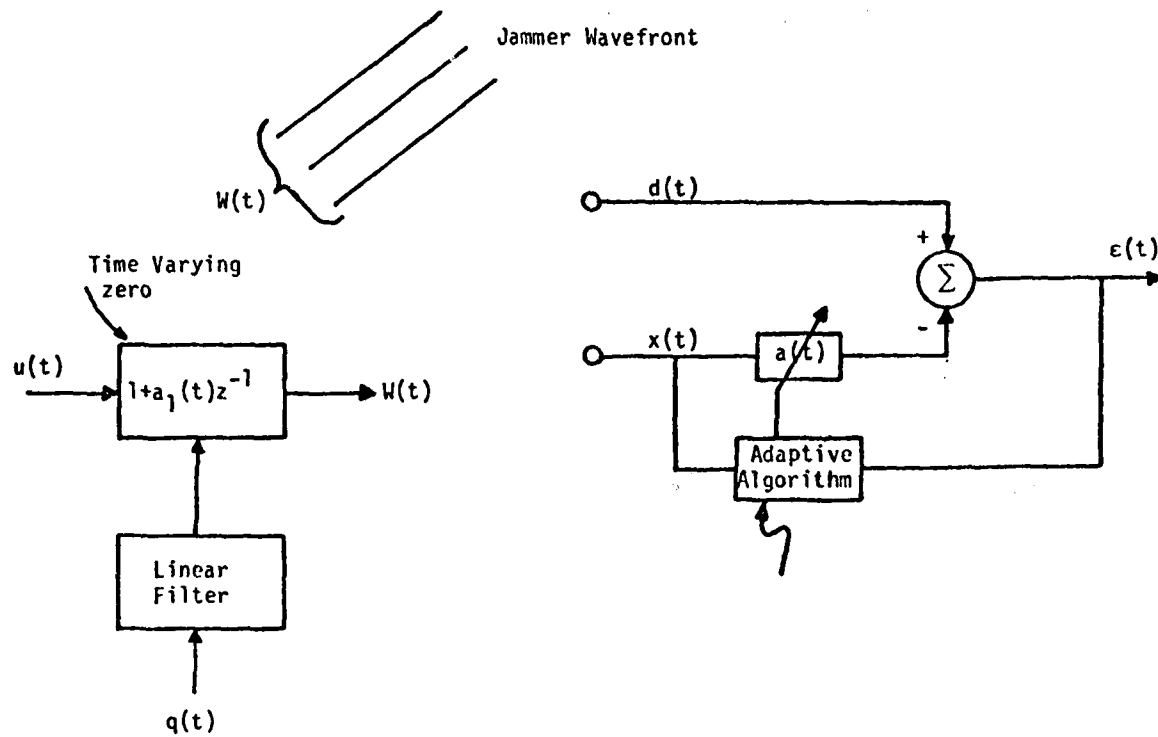 Jammer Wavefront
W(t)
d(t)
+
Σ
ε(t)
-
x(t)
a(t)
Adaptive
Algorithm
Time Varying
zero
u(t)
1+a₁(t)z⁻¹
W(t)
Linear
Filter
q(t)